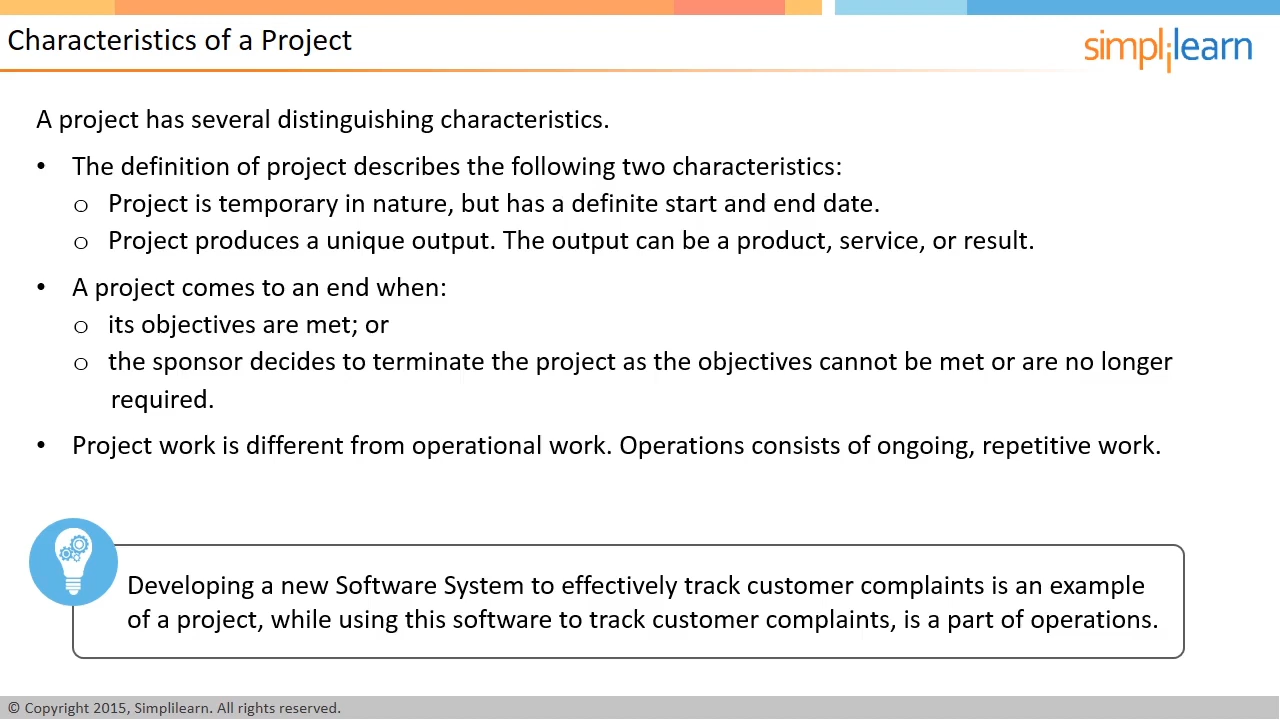 Characteristics of a Project
simplilearn
A project has several distinguishing characteristics.
• The definition of project describes the following two characteristics:
o Project is temporary in nature, but has a definite start and end date.
o Project produces a unique output. The output can be a product, service, or result.
• A project comes to an end when:
o its objectives are met; or
o the sponsor decides to terminate the project as the objectives cannot be met or are no longer
required.
• Project work is different from operational work. Operations consists of ongoing, repetitive work.
Developing a new Software System to effectively track customer complaints is an example
of a project, while using this software to track customer complaints, is a part of operations.
© Copyright 2015, Simplilearn. All rights reserved.